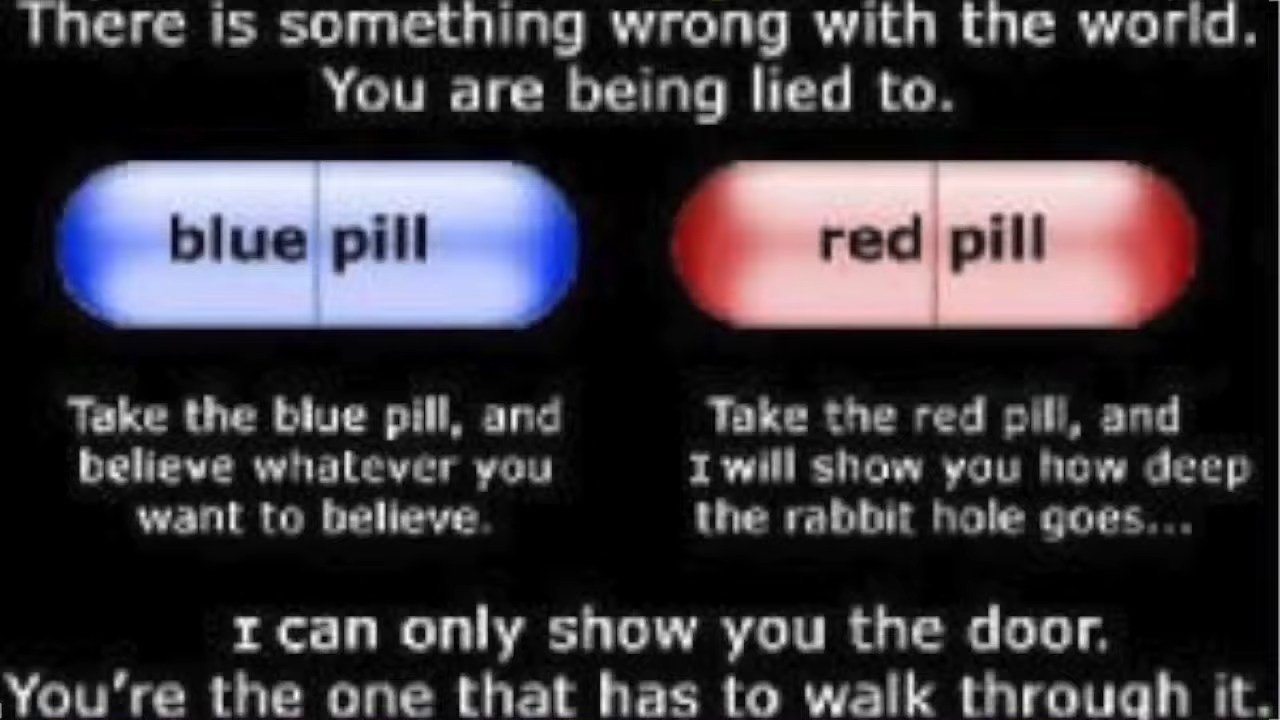 There is something wrong with the world.
You are being lied to.
blue pill
red pill
Take the blue pill, and
believe whatever you
want to believe.
Take the red pill, and
I will show you how deep
the rabbit hole goes...
I can only show you the door.
You're the one that has to walk through it.